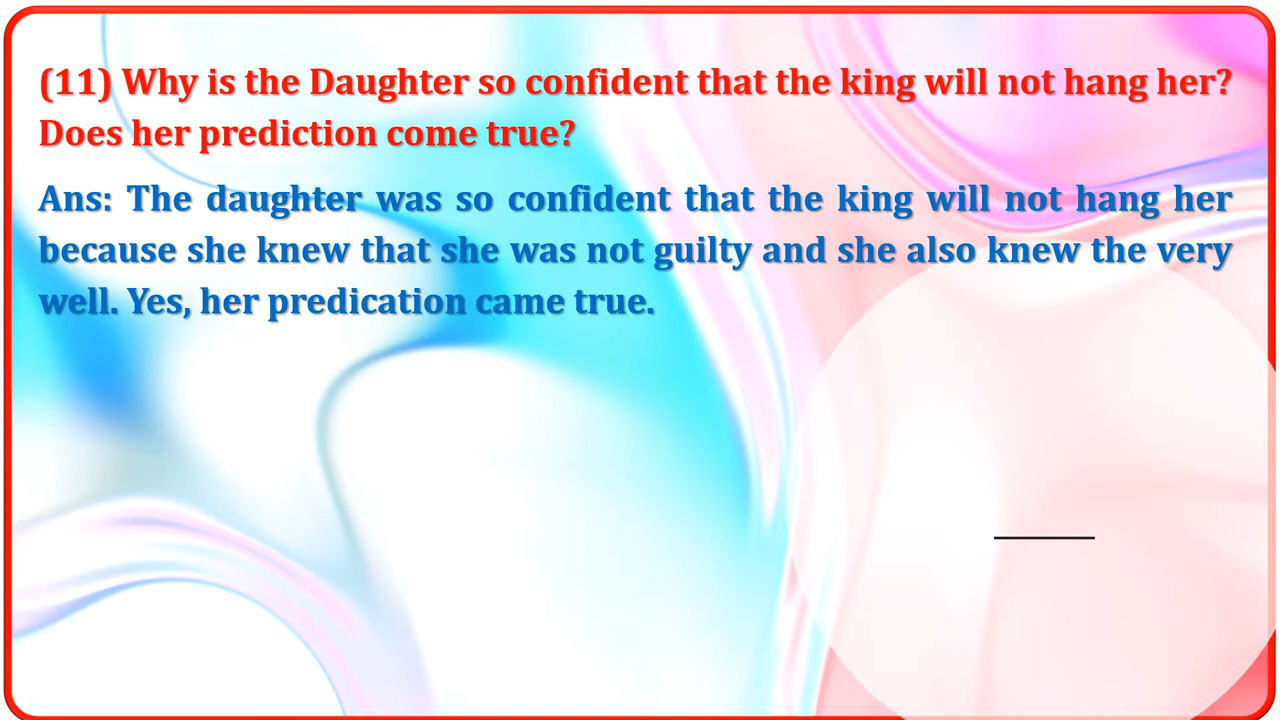 (11) Why is the Daughter so confident that the king will not hang her?
Does her prediction come true?
Ans: The daughter was so confident that the king will not hang her
because she knew that she was not guilty and she also knew the very
well. Yes, her predication came true.